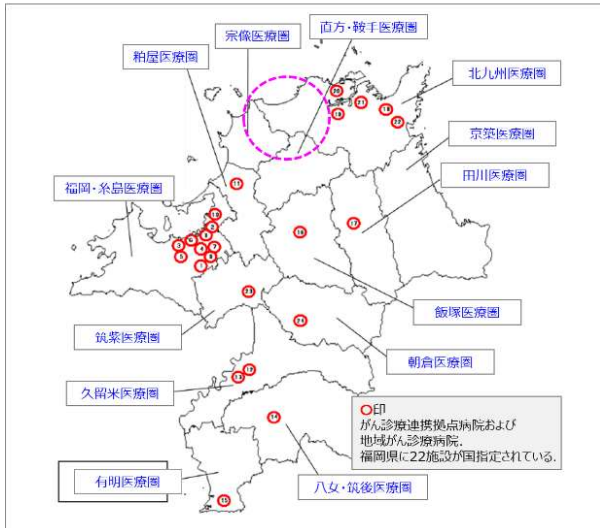 宗像医療圏
直方・鞍手医療圏
粕屋医療圏
北九州医療圏
京築医療圏
田川医療圏
福岡・糸島医療圏
飯塚医療圏
筑紫医療圏
朝倉医療圏
久留米医療圏
○印
がん診療連携拠点病院および
地域がん診療病院.
福岡県に22施設が国指定されている.
有明医療圏
八女・筑後医療圏